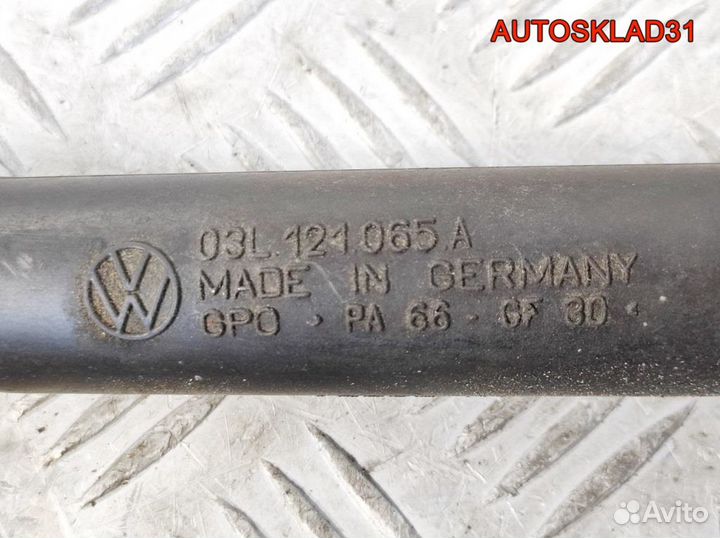 AUTOSKLAD31
03L.121.065.A
MADE IN GERMANY
GPO · PA 66 - GF 30 ·
Avito